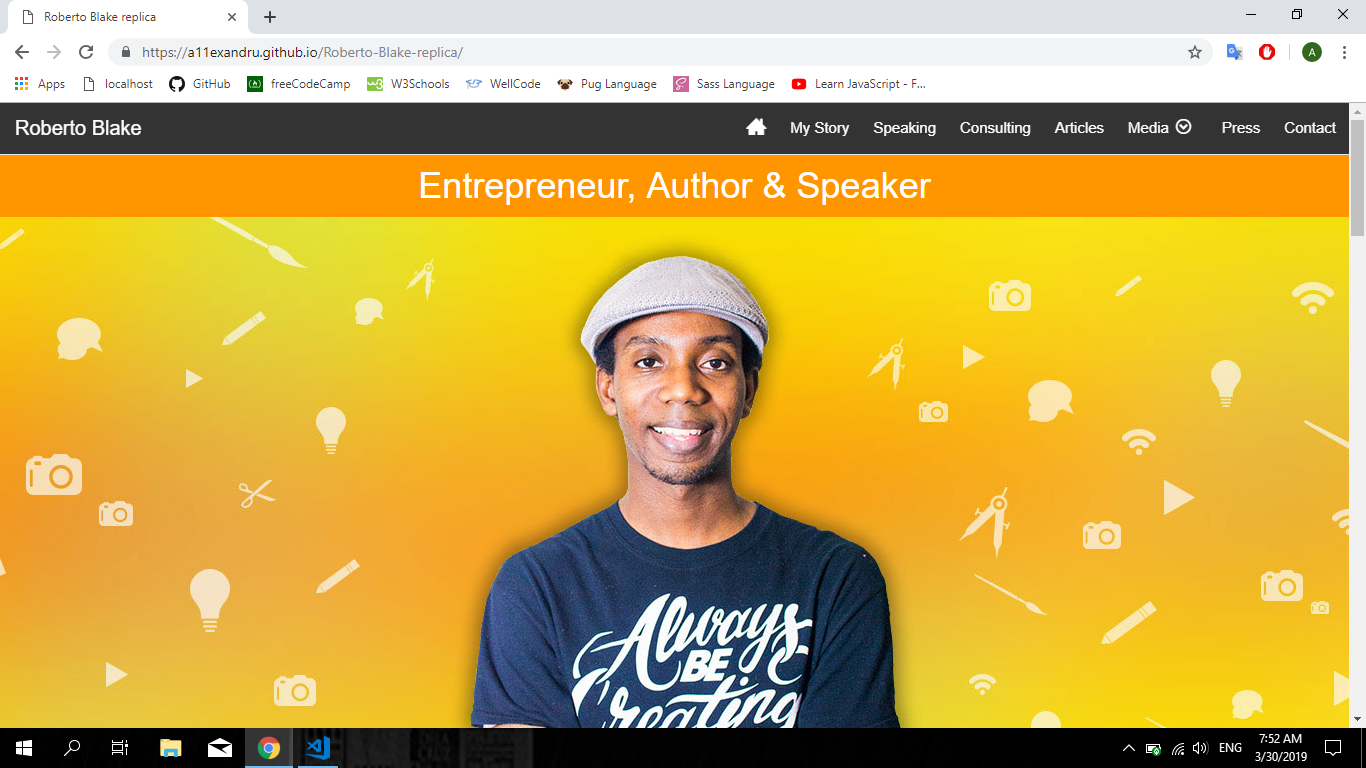 Roberto Blake replica
https://a11exandru.github.io/Roberto-Blake-replica/
A
Apps localhost GitHub freeCodeCamp W3Schools WellCode Pug Language Sass Language Learn JavaScript - F...
Roberto Blake My Story Speaking Consulting Articles Media Press Contact
Entrepreneur, Author & Speaker
Always
BE
Creating
ENG
7:52 AM
3/30/2019